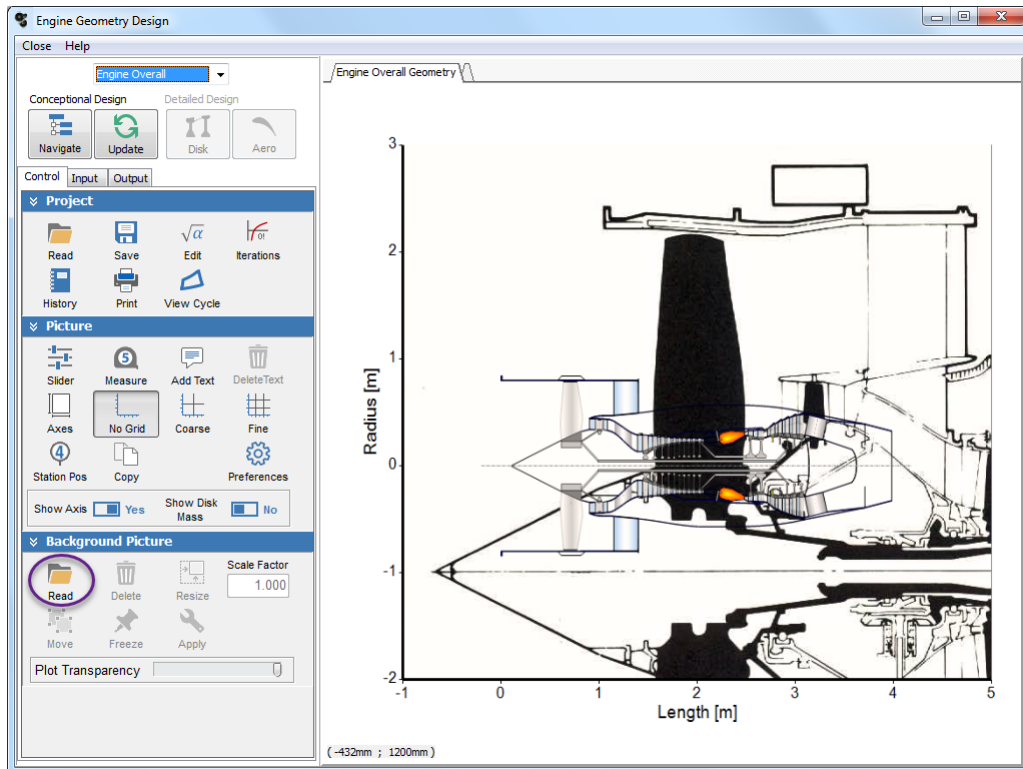 Engine Geometry Design
Close Help
Engine Overall
Conceptional Design Detailed Design
Navigate Update Disk Aero
Control Input Output
Project
Read Save √α Edit 0! Iterations
History Print View Cycle
Picture
Slider 5 Measure Add Text DeleteText
Axes No Grid Coarse Fine
4 Station Pos Copy Preferences
Show Axis Yes Show Disk Mass No
Background Picture
Read Delete Resize Scale Factor 1.000
Move Freeze Apply
Plot Transparency
Engine Overall Geometry
3
2
1
0
-1
-2
Radius [m]
-1 0 1 2 3 4 5
Length [m]
(-432mm ; 1200mm )